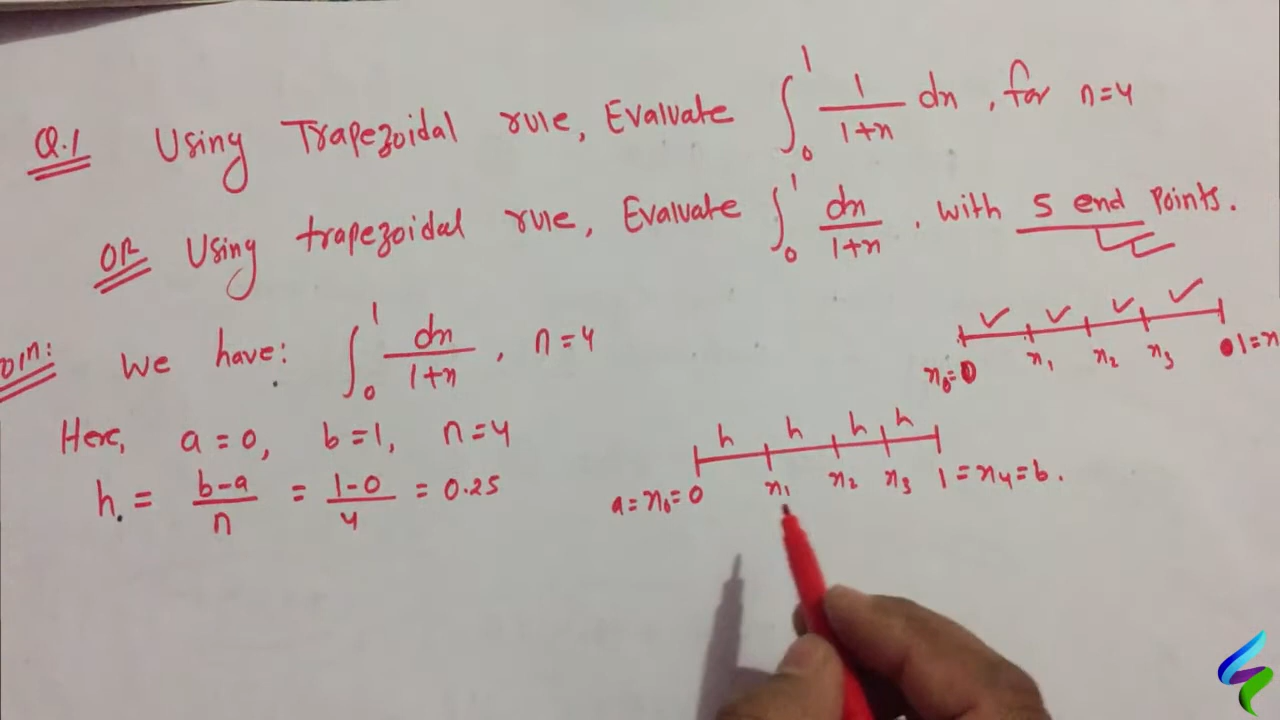 Q.1 Using Trapezoidal rule, Evaluate ∫₀¹ 1/(1+x) dx, for n=4
OR Using trapezoidal rule, Evaluate ∫₀¹ dx/(1+x), with 5 end points.
We have: ∫₀¹ dx/(1+x), n=4
x₀=0 x₁ x₂ x₃ 1=x
Here, a=0, b=1, n=4
h h h h
a=x₀=0 x₁ x₂ x₃ 1=x₄=b.
h = (b-a)/n = (1-0)/4 = 0.25